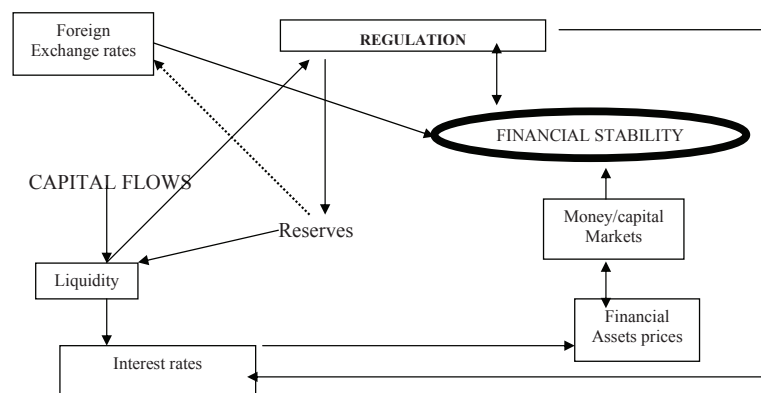 Foreign
Exchange rates
REGULATION
FINANCIAL STABILITY
CAPITAL FLOWS
Reserves
Money/capital
Markets
Liquidity
Financial
Assets prices
Interest rates